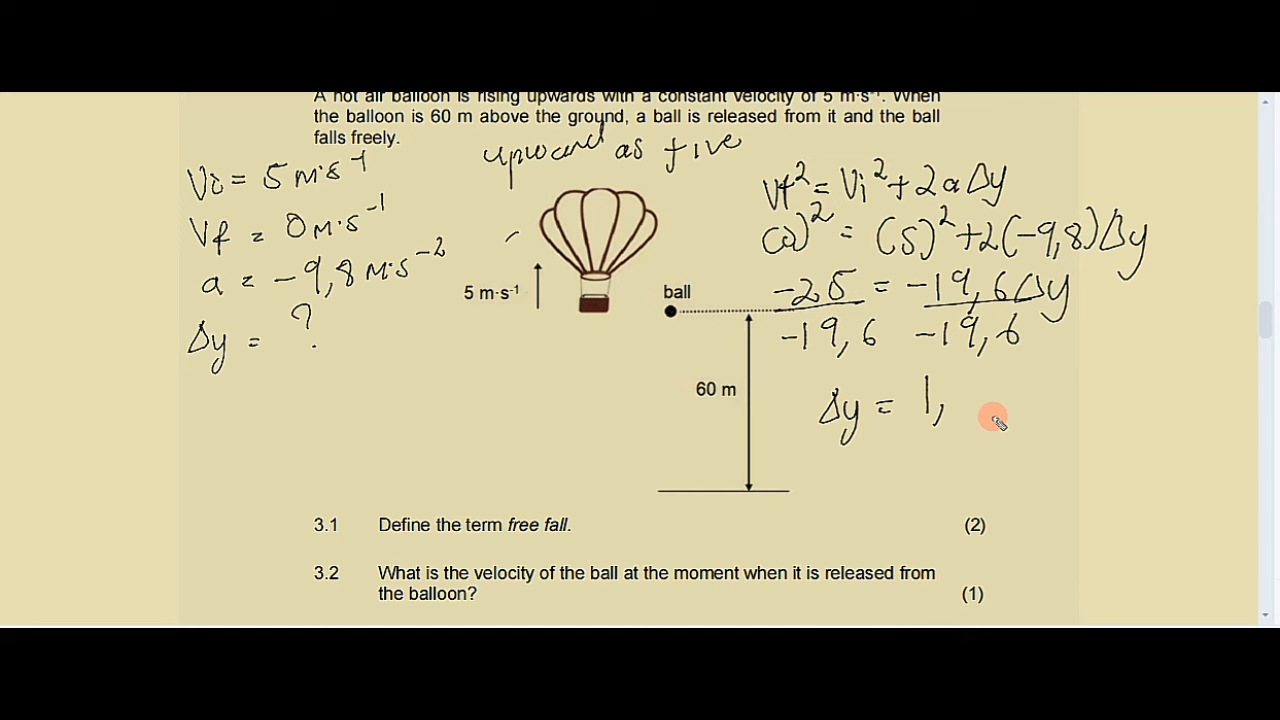 A hot air balloon is rising upwards with a constant velocity of 5 m·s⁻¹. When
the balloon is 60 m above the ground, a ball is released from it and the ball
falls freely.
upward as +ive
Vi = 5 m·s⁻¹
Vf = 0 m·s⁻¹
a = -9,8 m·s⁻²
Δy = ?
5 m·s⁻¹
ball
60 m
Vf² = Vi² + 2aΔy
(0)² = (5)² + 2(-9,8)Δy
-25 = -19,6Δy
-19,6 -19,6
Δy = 1,
3.1 Define the term free fall. (2)
3.2 What is the velocity of the ball at the moment when it is released from
the balloon? (1)